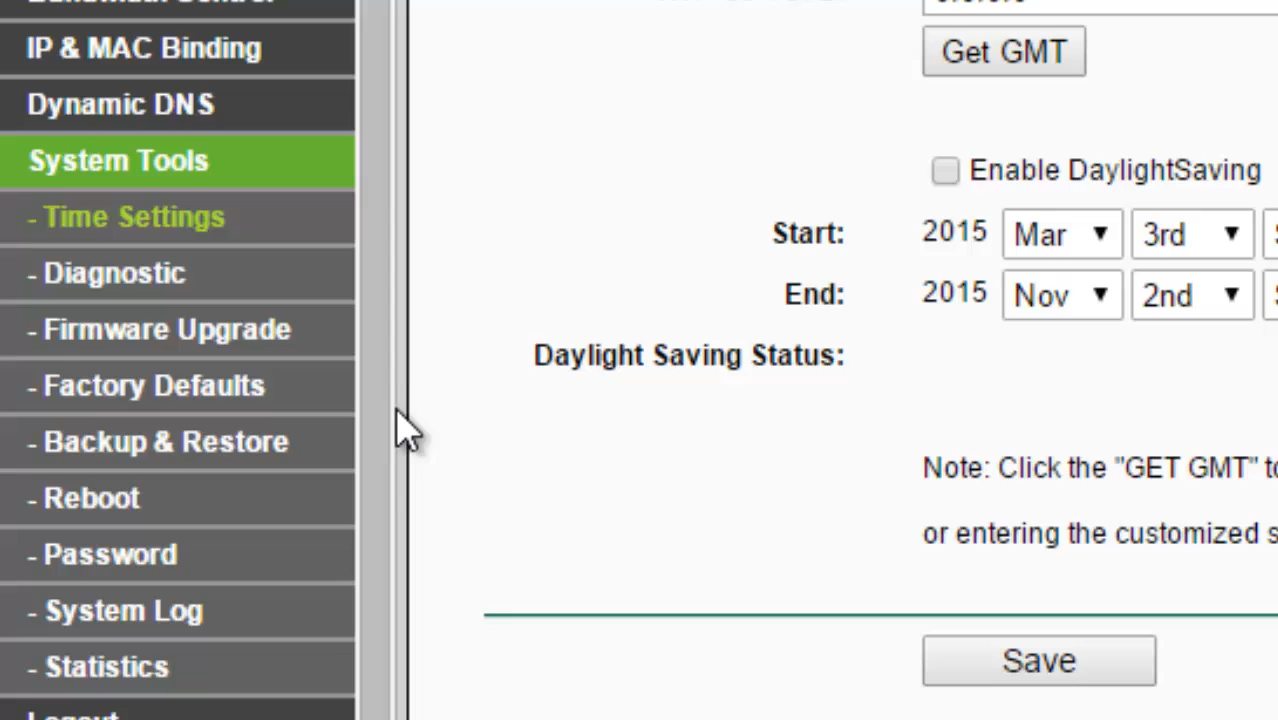 IP & MAC Binding
Dynamic DNS
System Tools
- Time Settings
- Diagnostic
- Firmware Upgrade
- Factory Defaults
- Backup & Restore
- Reboot
- Password
- System Log
- Statistics
Logout
Get GMT
Enable DaylightSaving
Start: 2015 Mar 3rd
End: 2015 Nov 2nd
Daylight Saving Status:
Note: Click the "GET GMT"
or entering the customized
Save